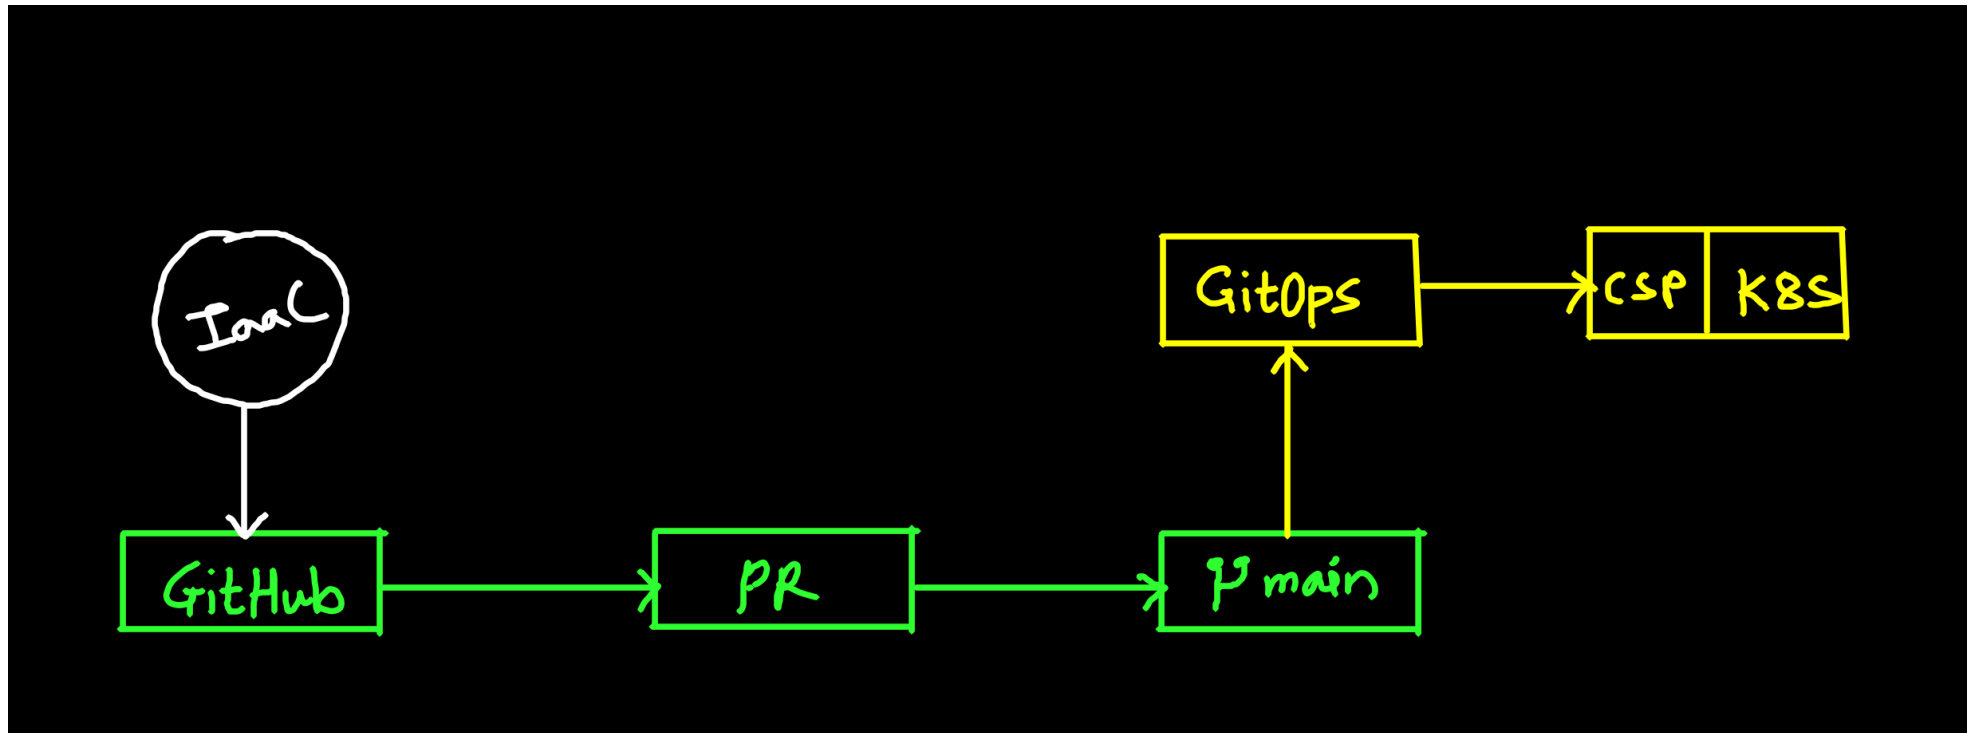 IaaC
GitOps
CSP
K8S
GitHub
PR
main